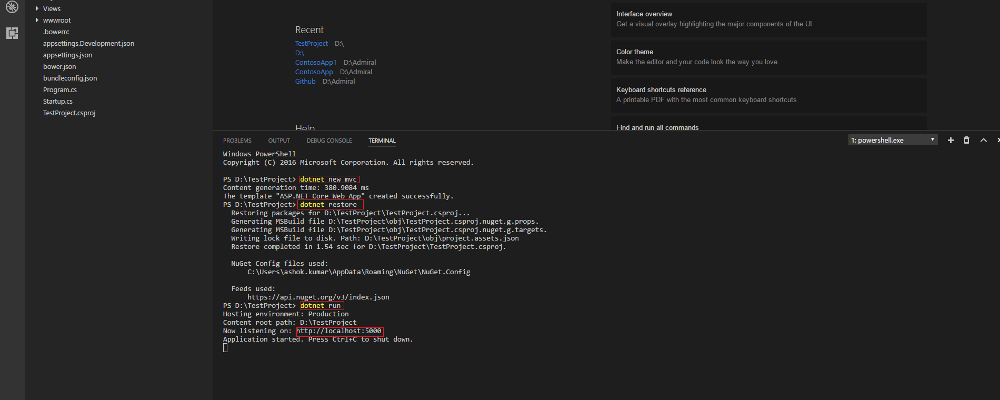 Views
wwwroot
.bowerrc
appsettings.Development.json
appsettings.json
bower.json
bundleconfig.json
Program.cs
Startup.cs
TestProject.csproj
Recent
TestProject D:\
D:\
ContosoApp1 D:\Admiral
ContosoApp D:\Admiral
Github D:\Admiral
Help
Interface overview
Get a visual overlay highlighting the major components of the UI
Color theme
Make the editor and your code look the way you love
Keyboard shortcuts reference
A printable PDF with the most common keyboard shortcuts
Find and run all commands
PROBLEMS OUTPUT DEBUG CONSOLE TERMINAL 1: powershell.exe
Windows PowerShell
Copyright (C) 2016 Microsoft Corporation. All rights reserved.
PS D:\TestProject> dotnet new mvc
Content generation time: 380.9084 ms
The template "ASP.NET Core Web App" created successfully.
PS D:\TestProject> dotnet restore
Restoring packages for D:\TestProject\TestProject.csproj...
Generating MSBuild file D:\TestProject\obj\TestProject.csproj.nuget.g.props.
Generating MSBuild file D:\TestProject\obj\TestProject.csproj.nuget.g.targets.
Writing lock file to disk. Path: D:\TestProject\obj\project.assets.json
Restore completed in 1.54 sec for D:\TestProject\TestProject.csproj.
NuGet Config files used:
C:\Users\ashok.kumar\AppData\Roaming\NuGet\NuGet.Config
Feeds used:
https://api.nuget.org/v3/index.json
PS D:\TestProject> dotnet run
Hosting environment: Production
Content root path: D:\TestProject
Now listening on: http://localhost:5000
Application started. Press Ctrl+C to shut down.